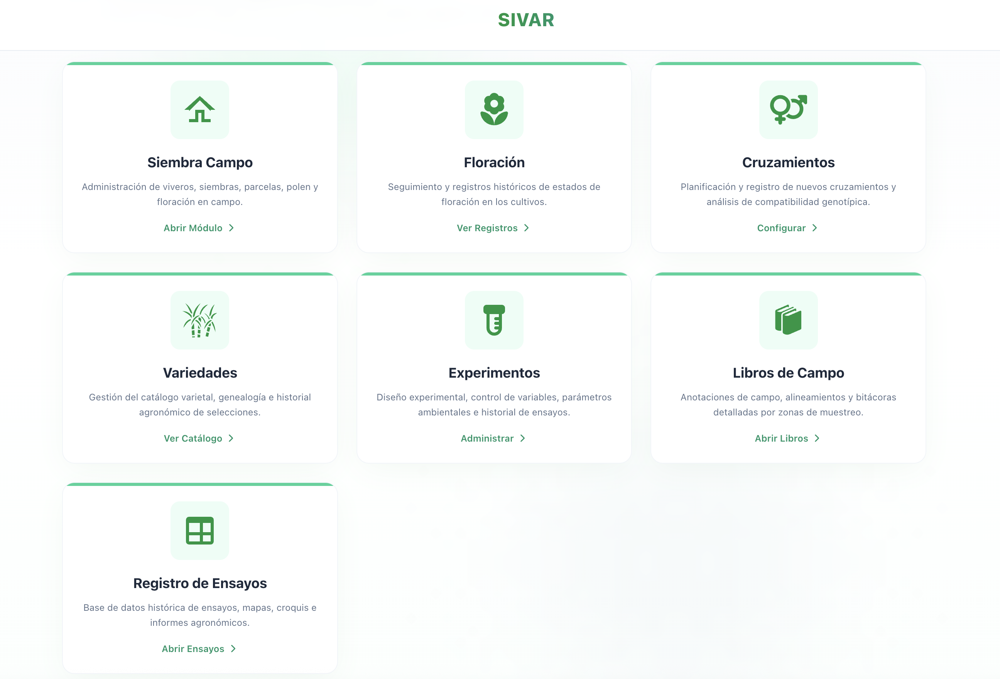 SIVAR
Siembra Campo
Administración de viveros, siembras, parcelas, polen y
floración en campo.
Abrir Módulo
Floración
Seguimiento y registros históricos de estados de
floración en los cultivos.
Ver Registros
Cruzamientos
Planificación y registro de nuevos cruzamientos y
análisis de compatibilidad genotípica.
Configurar
Variedades
Gestión del catálogo varietal, genealogía e historial
agronómico de selecciones.
Ver Catálogo
Experimentos
Diseño experimental, control de variables, parámetros
ambientales e historial de ensayos.
Administrar
Libros de Campo
Anotaciones de campo, alineamientos y bitácoras
detalladas por zonas de muestreo.
Abrir Libros
Registro de Ensayos
Base de datos histórica de ensayos, mapas, croquis e
informes agronómicos.
Abrir Ensayos